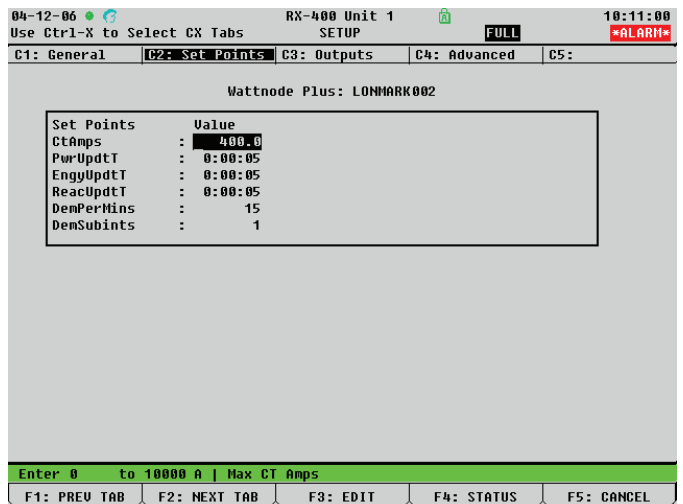 04-12-06 RX-400 Unit 1 A 10:11:00
Use Ctrl-X to Select CX Tabs SETUP FULL *ALARM*
C1: General C2: Set Points C3: Outputs C4: Advanced C5:
Wattnode Plus: LONMARK002
Set Points Value
CtAmps : 400.0
PwrUpdtT : 0:00:05
EngyUpdtT : 0:00:05
ReacUpdtT : 0:00:05
DemPerMins : 15
DemSubints : 1
Enter 0 to 10000 A | Max CT Amps
F1: PREV TAB F2: NEXT TAB F3: EDIT F4: STATUS F5: CANCEL